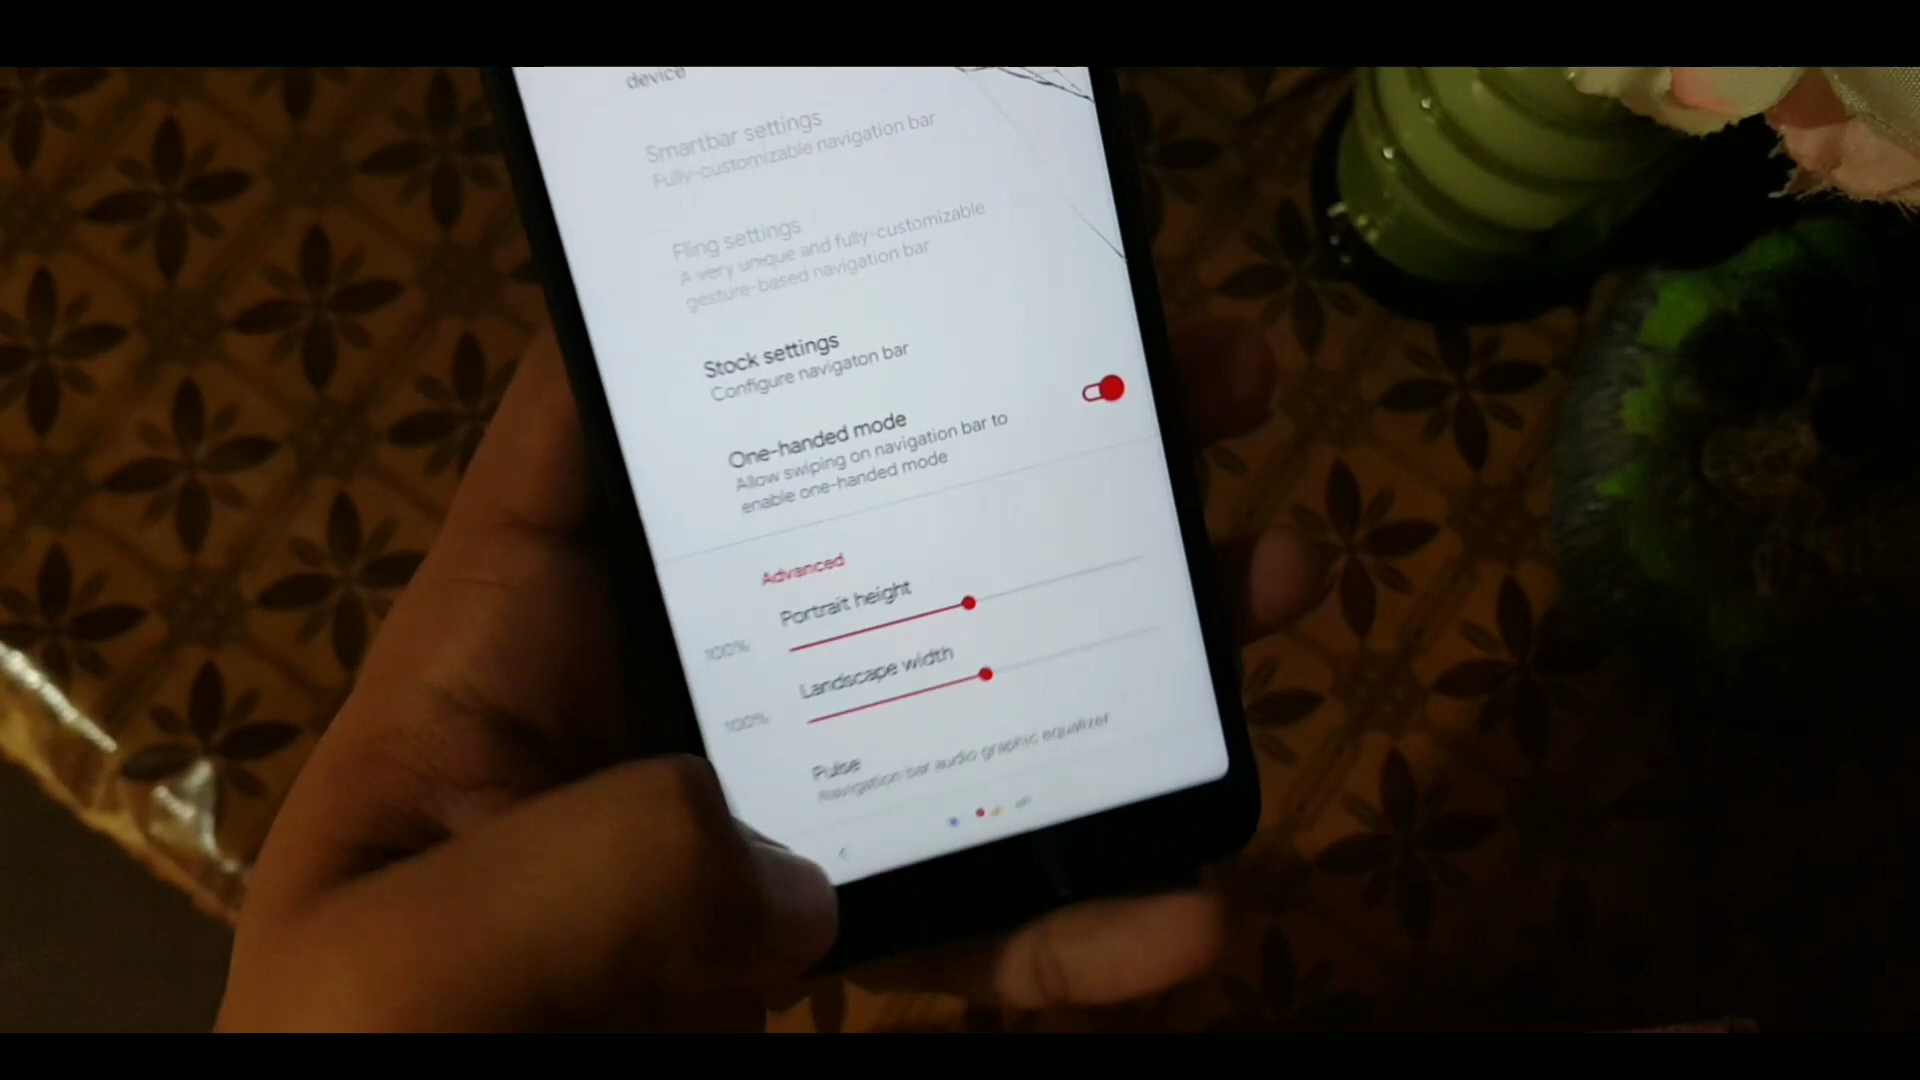 device
Smartbar settings
Fully-customizable navigation bar
Fling settings
A very unique and fully-customizable
gesture-based navigation bar
Stock settings
Configure navigaton bar
One-handed mode
Allow swiping on navigation bar to
enable one-handed mode
Advanced
Portrait height
100%
Landscape width
100%
Pulse
Navigation bar audio graphic equalizer